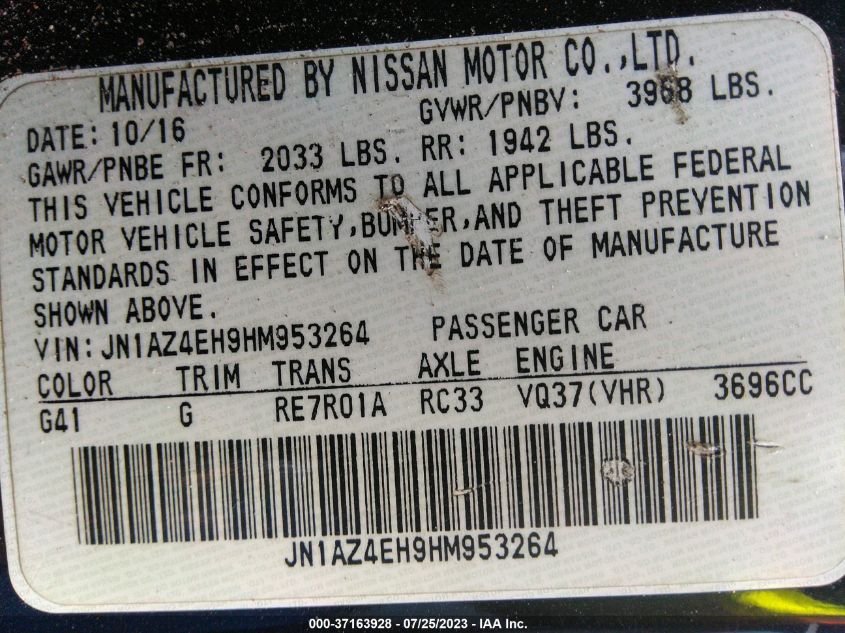 MANUFACTURED BY NISSAN MOTOR CO.,LTD.
DATE: 10/16 GVWR/PNBV: 3968 LBS.
GAWR/PNBE FR: 2033 LBS. RR: 1942 LBS.
THIS VEHICLE CONFORMS TO ALL APPLICABLE FEDERAL
MOTOR VEHICLE SAFETY,BUMPER,AND THEFT PREVENTION
STANDARDS IN EFFECT ON THE DATE OF MANUFACTURE
SHOWN ABOVE.
VIN: JN1AZ4EH9HM953264 PASSENGER CAR
COLOR TRIM TRANS AXLE ENGINE
G41 G RE7R01A RC33 VQ37(VHR) 3696CC
JN1AZ4EH9HM953264
000-37163928 - 07/25/2023 - IAA Inc.